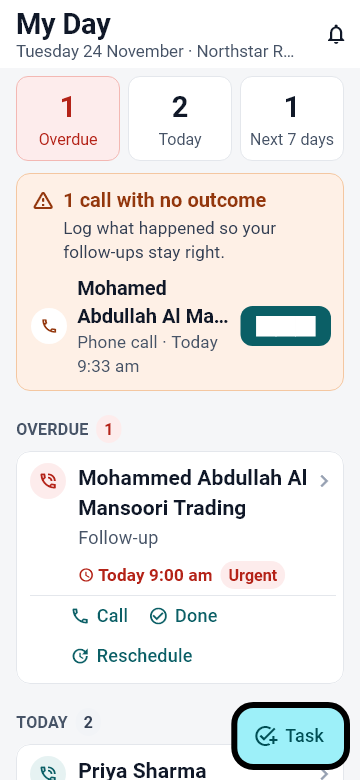 My Day
Tuesday 24 November · Northstar R...
1
Overdue
2
Today
1
Next 7 days
1 call with no outcome
Log what happened so your
follow-ups stay right.
Mohamed
Abdullah Al Ma...
Phone call · Today
9:33 am
OVERDUE 1
Mohammed Abdullah Al
Mansoori Trading
Follow-up
Today 9:00 am Urgent
Call Done
Reschedule
TODAY 2
Task
Priya Sharma